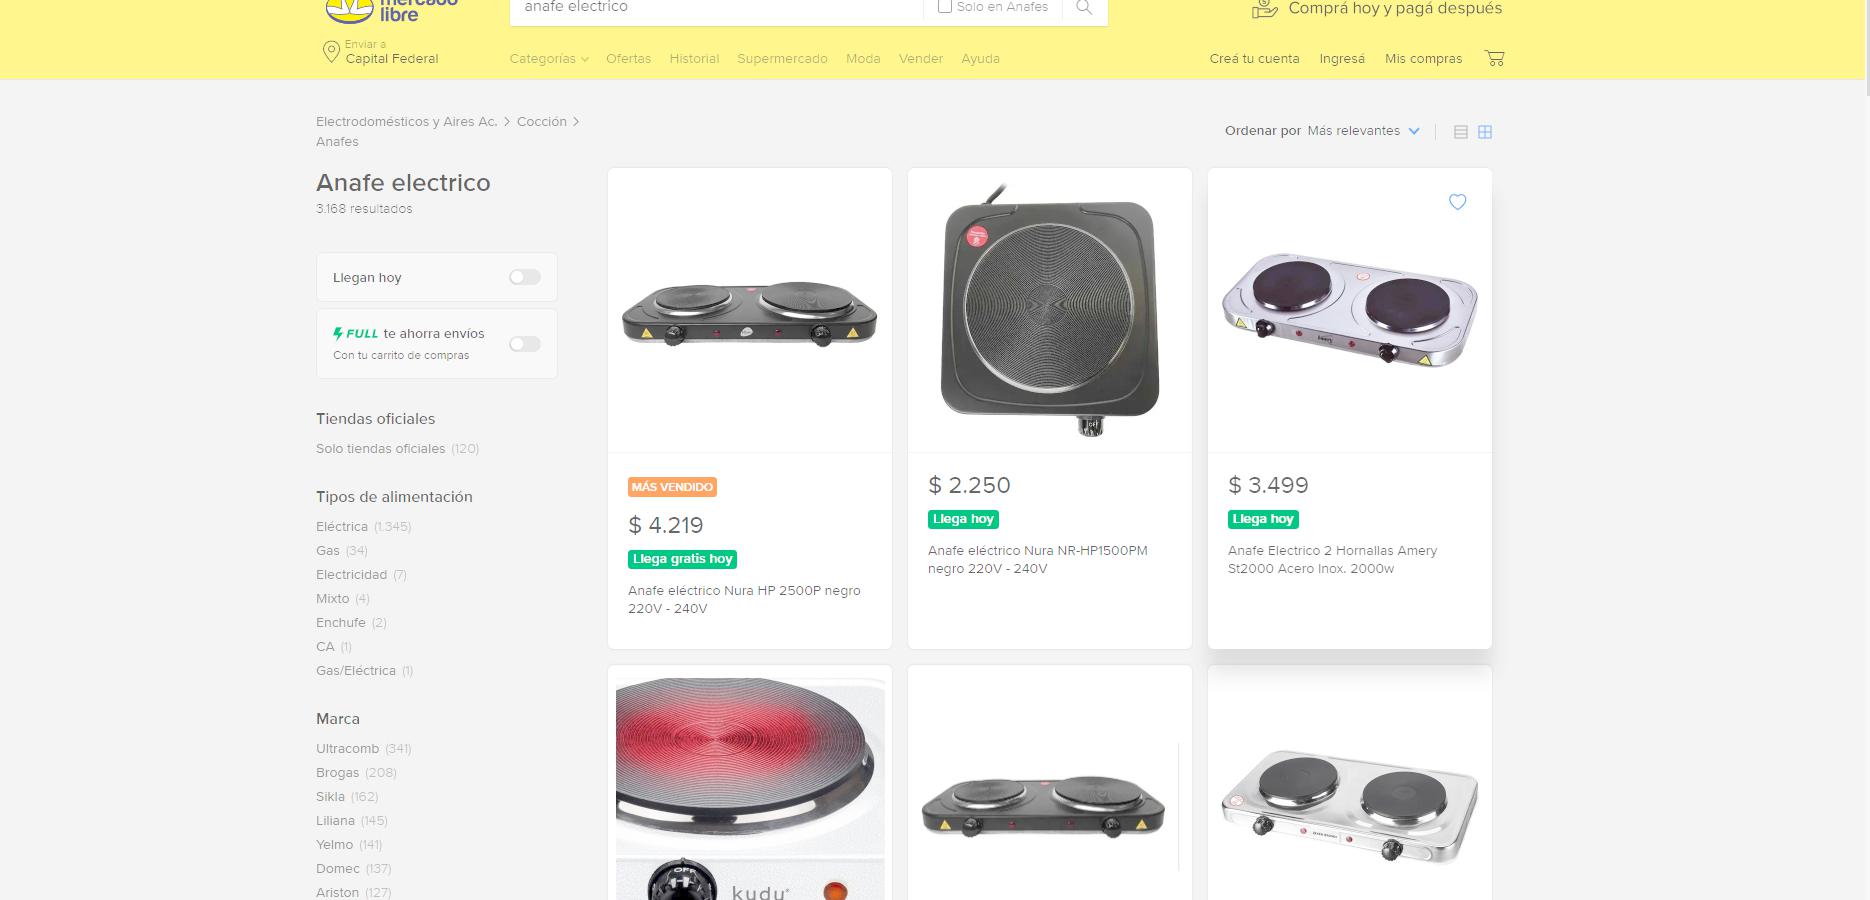 mercado
libre
anafe electrico
Solo en Anafes
Comprá hoy y pagá después
Enviar a
Capital Federal
Categorías
Ofertas
Historial
Supermercado
Moda
Vender
Ayuda
Creá tu cuenta
Ingresá
Mis compras
Electrodomésticos y Aires Ac. > Cocción >
Anafes
Ordenar por Más relevantes
Anafe electrico
3.168 resultados
Llegan hoy
FULL te ahorra envíos
Con tu carrito de compras
Tiendas oficiales
Solo tiendas oficiales (120)
Tipos de alimentación
Eléctrica (1.345)
Gas (34)
Electricidad (7)
Mixto (4)
Enchufe (2)
CA (1)
Gas/Eléctrica (1)
Marca
Ultracomb (341)
Brogas (208)
Sikla (162)
Liliana (145)
Yelmo (141)
Domec (137)
Ariston (127)
MÁS VENDIDO
$ 4.219
Llega gratis hoy
Anafe eléctrico Nura HP 2500P negro
220V - 240V
OFF
$ 2.250
Llega hoy
Anafe eléctrico Nura NR-HP1500PM
negro 220V - 240V
$ 3.499
Llega hoy
Anafe Electrico 2 Hornallas Amery
St2000 Acero Inox. 2000w
OFF
kudu